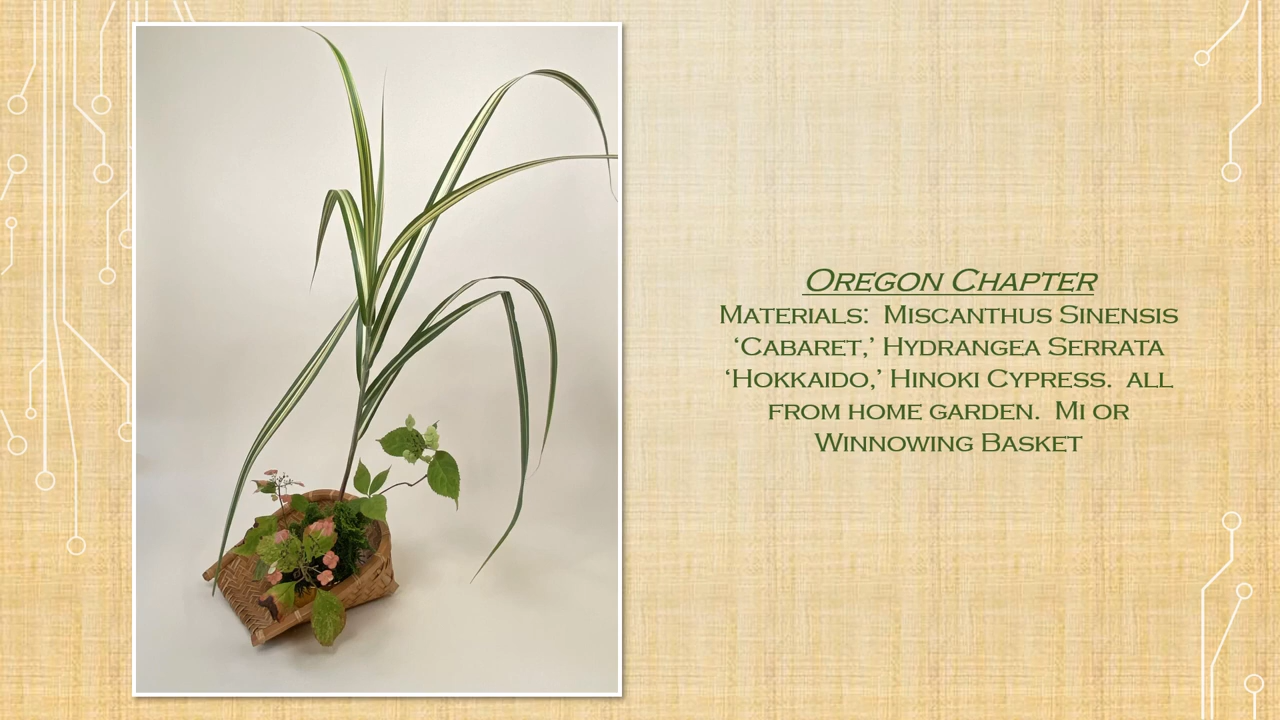 Oregon Chapter
Materials:  Miscanthus Sinensis
‘Cabaret,’ Hydrangea Serrata
‘Hokkaido,’ Hinoki Cypress.  all
from home garden.  Mi or
Winnowing Basket